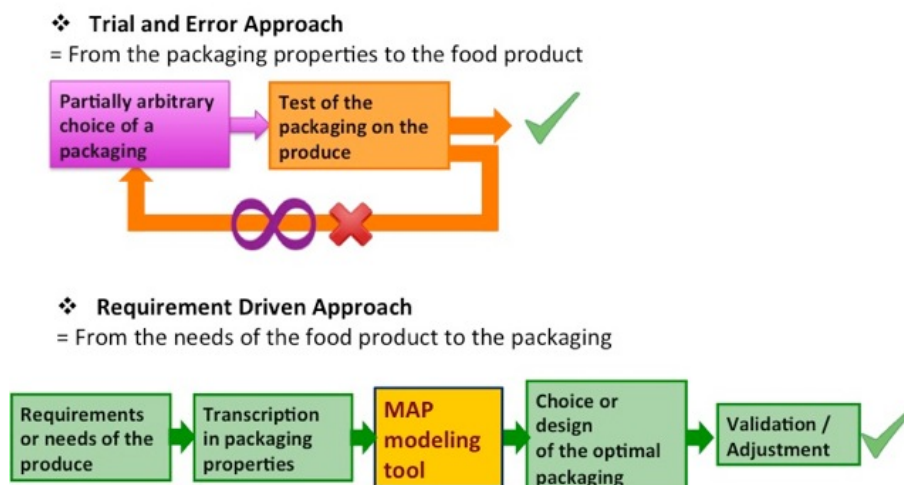 ❖ Trial and Error Approach
= From the packaging properties to the food product
Partially arbitrary
choice of a
packaging
Test of the
packaging on the
produce
❖ Requirement Driven Approach
= From the needs of the food product to the packaging
Requirements
or needs of the
produce
Transcription
in packaging
properties
MAP
modeling
tool
Choice or
design
of the optimal
packaging
Validation /
Adjustment